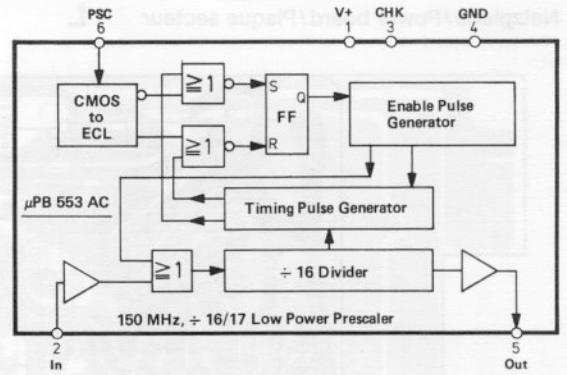 Netzplatte/Power board/Plaque secteur
PSC
6
V+
1
CHK
3
GND
4
CMOS
to
ECL
≧1
≧1
S
Q
FF
R
Enable Pulse
Generator
μPB 553 AC
Timing Pulse Generator
≧1
÷ 16 Divider
150 MHz, ÷ 16/17 Low Power Prescaler
2
In
5
Out